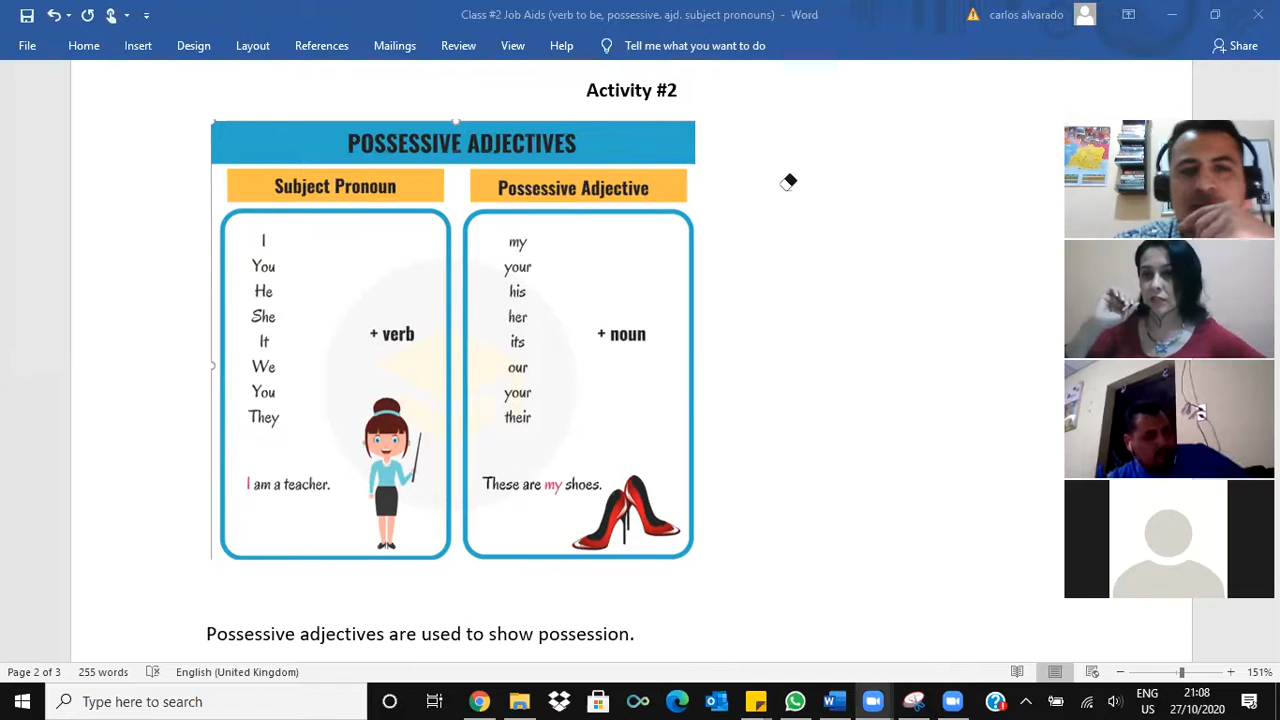 Class #2 Job Aids (verb to be, possessive. ajd. subject pronouns) - Word
carlos alvarado
File Home Insert Design Layout References Mailings Review View Help Tell me what you want to do Share
Activity #2
POSSESSIVE ADJECTIVES
Subject Pronoun
Possessive Adjective
I
You
He
She
It
We
You
They
+ verb
I am a teacher.
my
your
his
her
its
our
your
their
+ noun
These are my shoes.
Possessive adjectives are used to show possession.
Page 2 of 3 255 words English (United Kingdom) 151%
Type here to search
ENG
US
21:08
27/10/2020